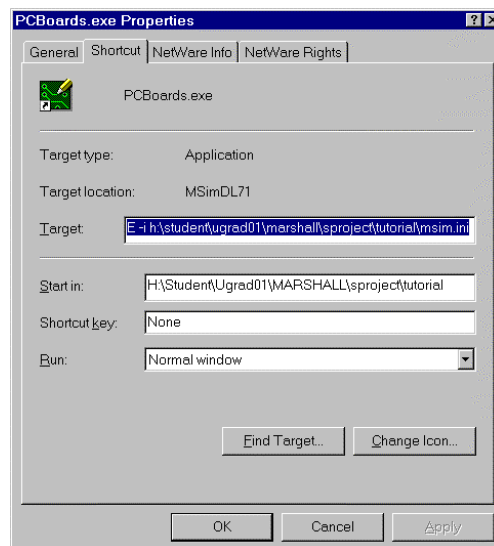 PCBoards.exe Properties
General Shortcut NetWare Info NetWare Rights
PCBoards.exe
Target type: Application
Target location: MSimDL71
Target: E -i h:\student\ugrad01\marshall\sproject\tutorial\msim.ini
Start in: H:\Student\Ugrad01\MARSHALL\sproject\tutorial
Shortcut key: None
Run: Normal window
Find Target... Change Icon...
OK Cancel Apply